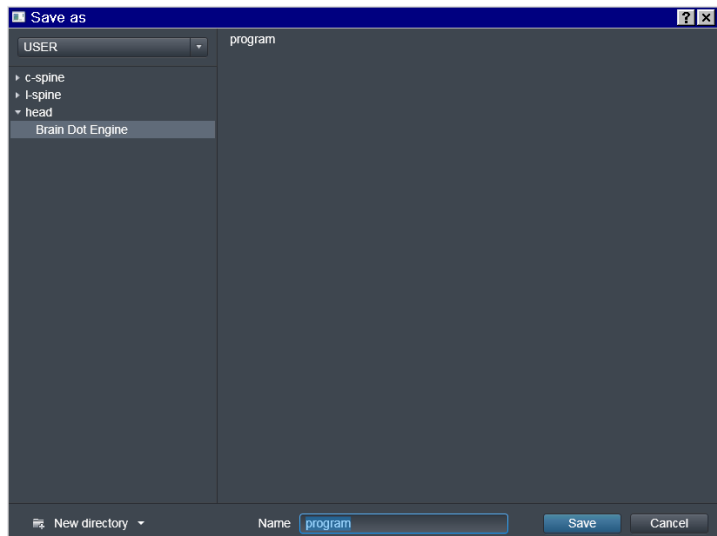 Save as
USER
program
c-spine
l-spine
head
Brain Dot Engine
New directory
Name program
Save
Cancel